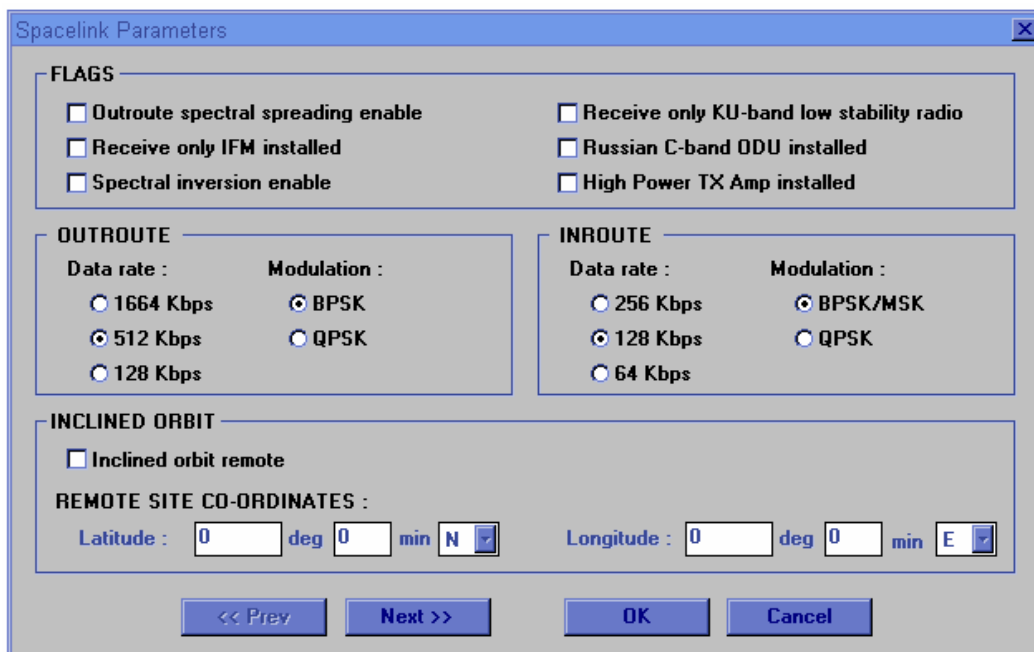 Spacelink Parameters
FLAGS
Outroute spectral spreading enable
Receive only KU-band low stability radio
Receive only IFM installed
Russian C-band ODU installed
Spectral inversion enable
High Power TX Amp installed
OUTROUTE
Data rate :
Modulation :
1664 Kbps
BPSK
512 Kbps
QPSK
128 Kbps
INROUTE
Data rate :
Modulation :
256 Kbps
BPSK/MSK
128 Kbps
QPSK
64 Kbps
INCLINED ORBIT
Inclined orbit remote
REMOTE SITE CO-ORDINATES :
Latitude : 0 deg 0 min N
Longitude : 0 deg 0 min E
<< Prev
Next >>
OK
Cancel